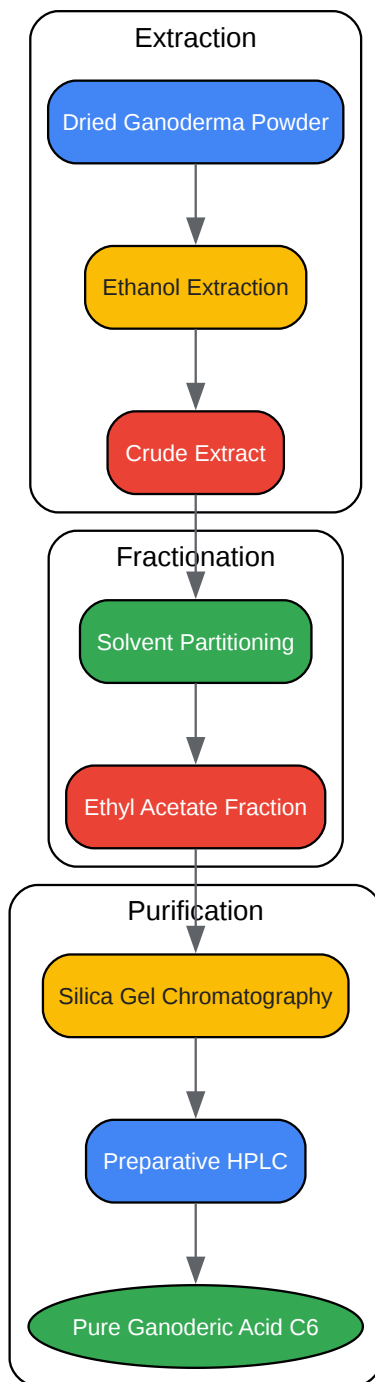 Extraction
Dried Ganoderma Powder
Ethanol Extraction
Crude Extract
Fractionation
Solvent Partitioning
Ethyl Acetate Fraction
Purification
Silica Gel Chromatography
Preparative HPLC
Pure Ganoderic Acid C6